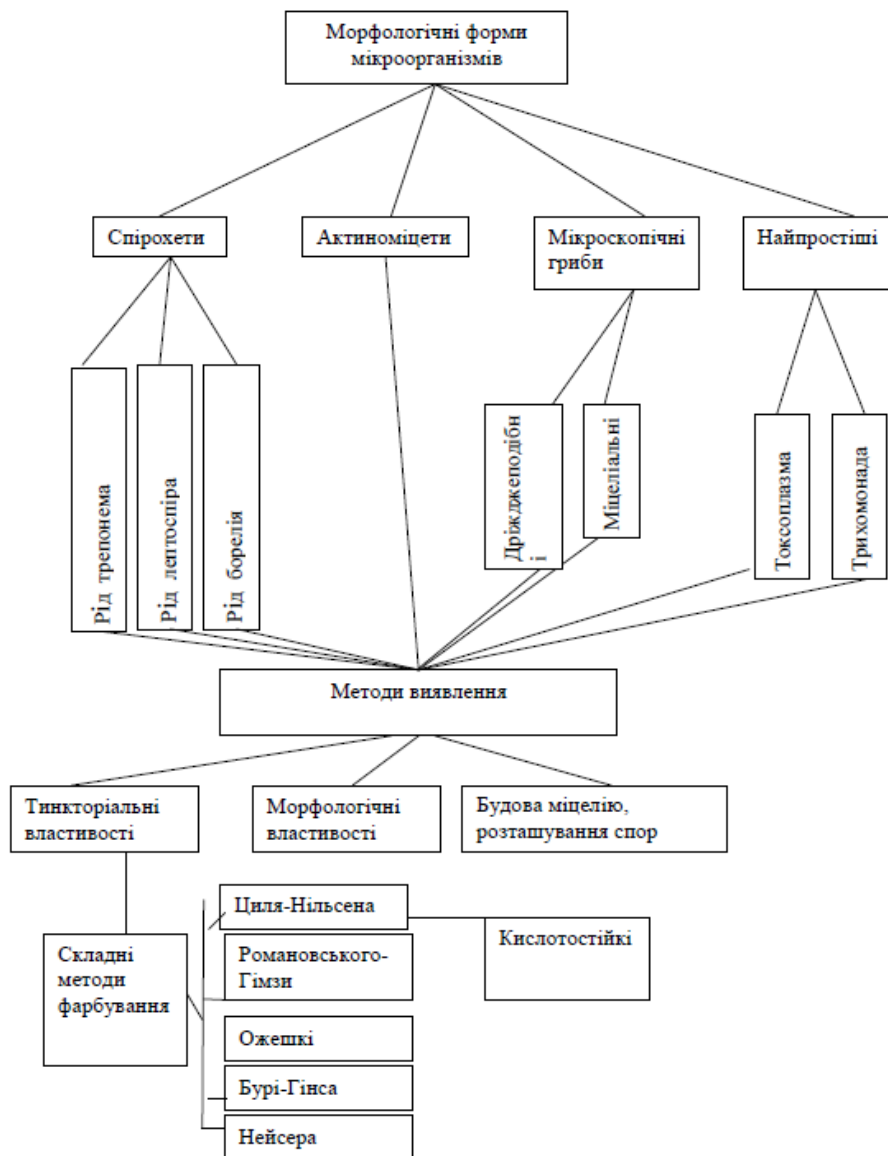 Морфологічні форми
мікроорганізмів
Спірохети
Актиноміцети
Мікроскопічні
гриби
Найпростіші
Рід трепонема
Рід лептоспіра
Рід борелія
Дріжджеподібн
і
Міцеліальні
Токсоплазма
Трихомонада
Методи виявлення
Тинкторіальні
властивості
Морфологічні
властивості
Будова міцелію,
розташування спор
Складні
методи
фарбування
Циля-Нільсена
Романовського-
Гімзи
Ожешкі
Бурі-Гінса
Нейсера
Кислотостійкі